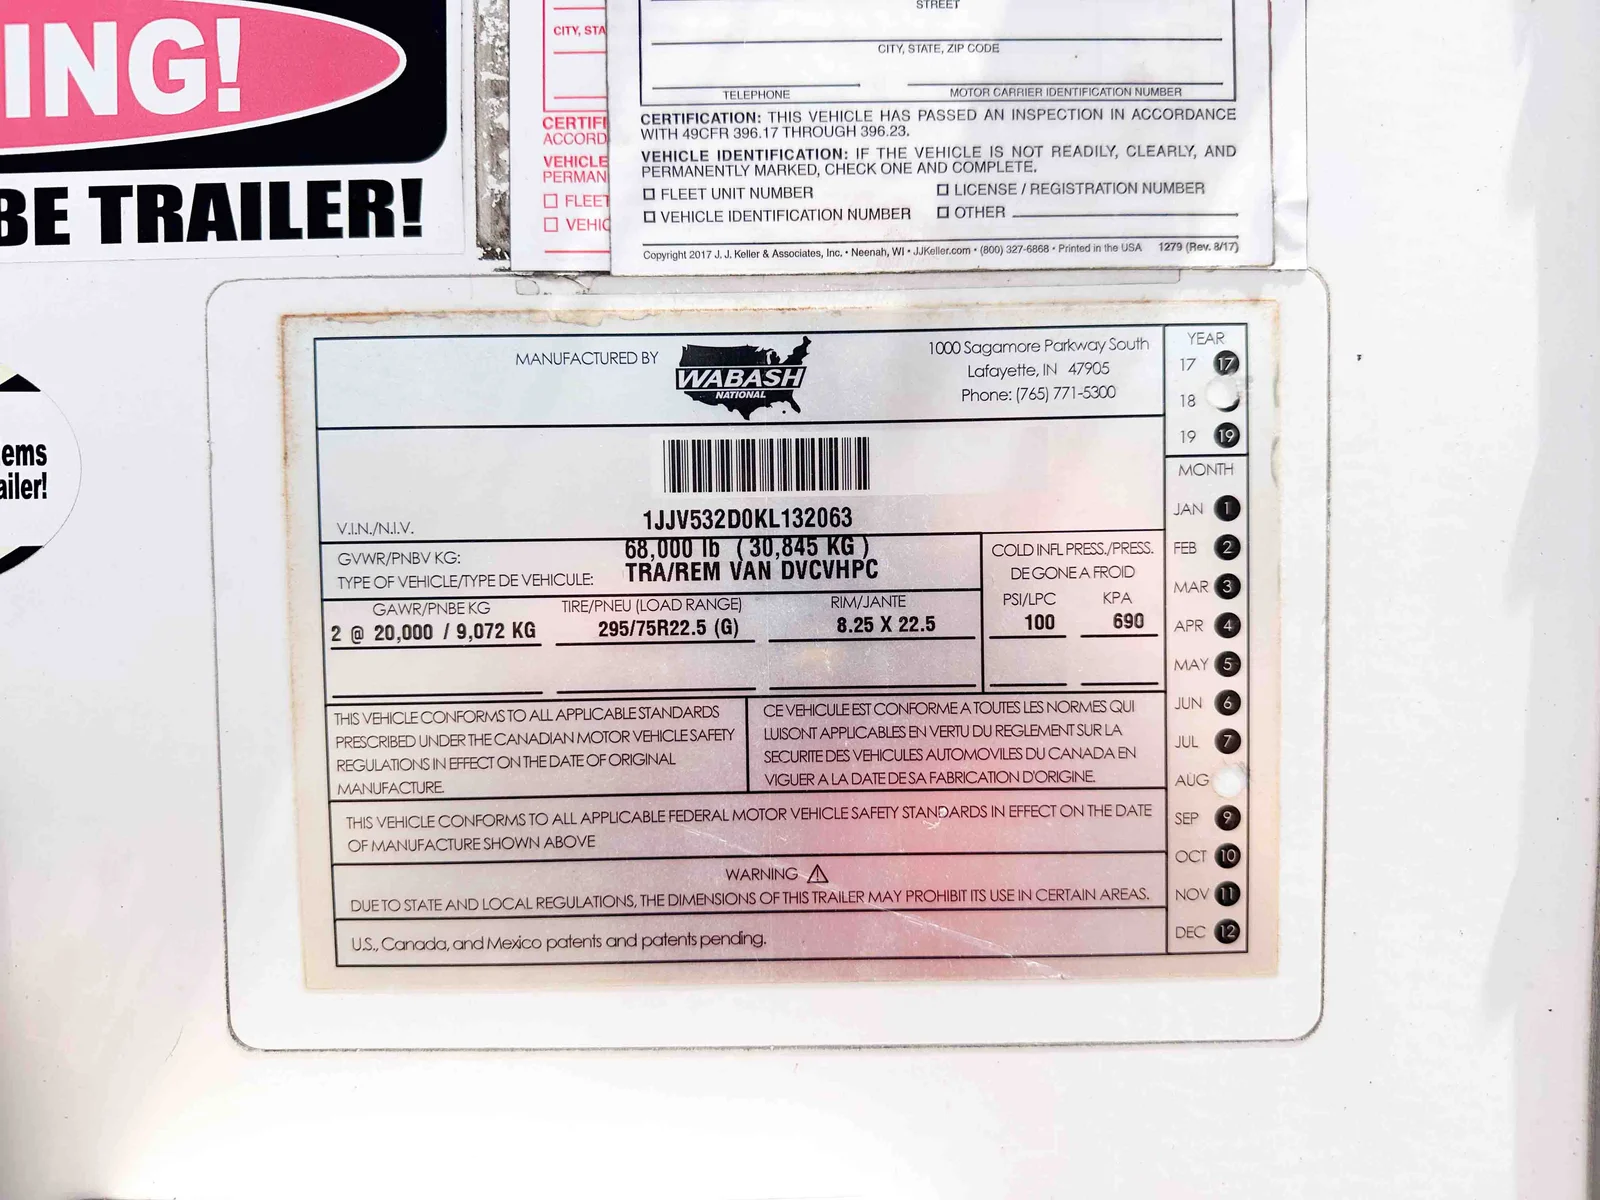 ING!
BE TRAILER!
ems
ailer!
CITY, STA
CERTIFI
ACCORD
VEHICLE
PERMAN
☐ FLEET
☐ VEHIC
STREET
CITY, STATE, ZIP CODE
TELEPHONE MOTOR CARRIER IDENTIFICATION NUMBER
CERTIFICATION: THIS VEHICLE HAS PASSED AN INSPECTION IN ACCORDANCE
WITH 49CFR 396.17 THROUGH 396.23.
VEHICLE IDENTIFICATION: IF THE VEHICLE IS NOT READILY, CLEARLY, AND
PERMANENTLY MARKED, CHECK ONE AND COMPLETE.
☐ FLEET UNIT NUMBER ☐ LICENSE / REGISTRATION NUMBER
☐ VEHICLE IDENTIFICATION NUMBER ☐ OTHER
Copyright 2017 J. J. Keller & Associates, Inc. • Neenah, WI • JJKeller.com • (800) 327-6868 • Printed in the USA 1279 (Rev. 8/17)
MANUFACTURED BY
WABASH
NATIONAL
1000 Sagamore Parkway South
Lafayette, IN 47905
Phone: (765) 771-5300
V.I.N./N.I.V. 1JJV532D0KL132063
GVWR/PNBV KG: 68,000 lb ( 30,845 KG )
TYPE OF VEHICLE/TYPE DE VEHICULE: TRA/REM VAN DVCVHPC
GAWR/PNBE KG TIRE/PNEU (LOAD RANGE) RIM/JANTE
2 @ 20,000 / 9,072 KG 295/75R22.5 (G) 8.25 X 22.5
COLD INFL PRESS./PRESS.
DE GONE A FROID
PSI/LPC KPA
100 690
THIS VEHICLE CONFORMS TO ALL APPLICABLE STANDARDS
PRESCRIBED UNDER THE CANADIAN MOTOR VEHICLE SAFETY
REGULATIONS IN EFFECT ON THE DATE OF ORIGINAL
MANUFACTURE.
CE VEHICULE EST CONFORME A TOUTES LES NORMES QUI
LUISONT APPLICABLES EN VERTU DU REGLEMENT SUR LA
SECURITE DES VEHICULES AUTOMOVILES DU CANADA EN
VIGUER A LA DATE DE SA FABRICATION D'ORIGINE.
THIS VEHICLE CONFORMS TO ALL APPLICABLE FEDERAL MOTOR VEHICLE SAFETY STANDARDS IN EFFECT ON THE DATE
OF MANUFACTURE SHOWN ABOVE
WARNING ⚠
DUE TO STATE AND LOCAL REGULATIONS, THE DIMENSIONS OF THIS TRAILER MAY PROHIBIT ITS USE IN CERTAIN AREAS.
U.S., Canada, and Mexico patents and patents pending.
YEAR
17 17
18
19 19
MONTH
JAN 1
FEB 2
MAR 3
APR 4
MAY 5
JUN 6
JUL 7
AUG
SEP 9
OCT 10
NOV 11
DEC 12